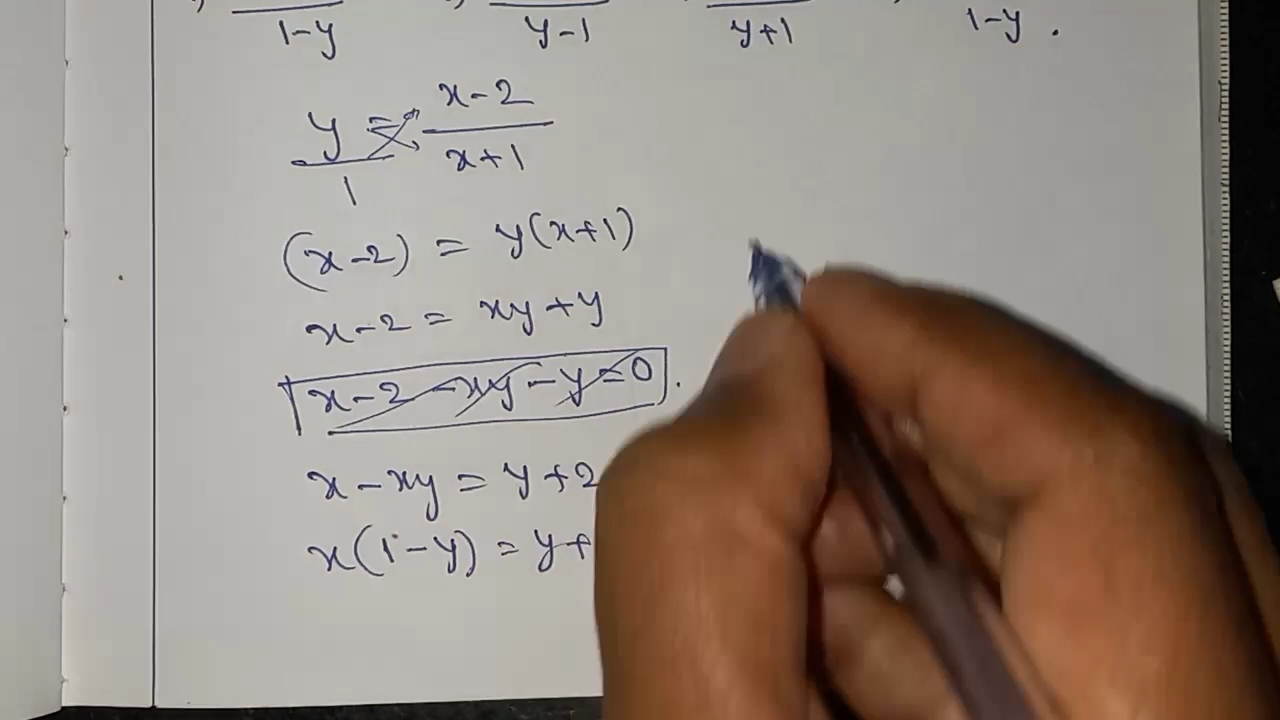 1-y y-1 y+1 1-y.
y/1 = x-2/x+1
(x-2) = y(x+1)
x-2 = xy+y
x-2-xy-y=0.
x-xy = y+2
x(1-y) = y+